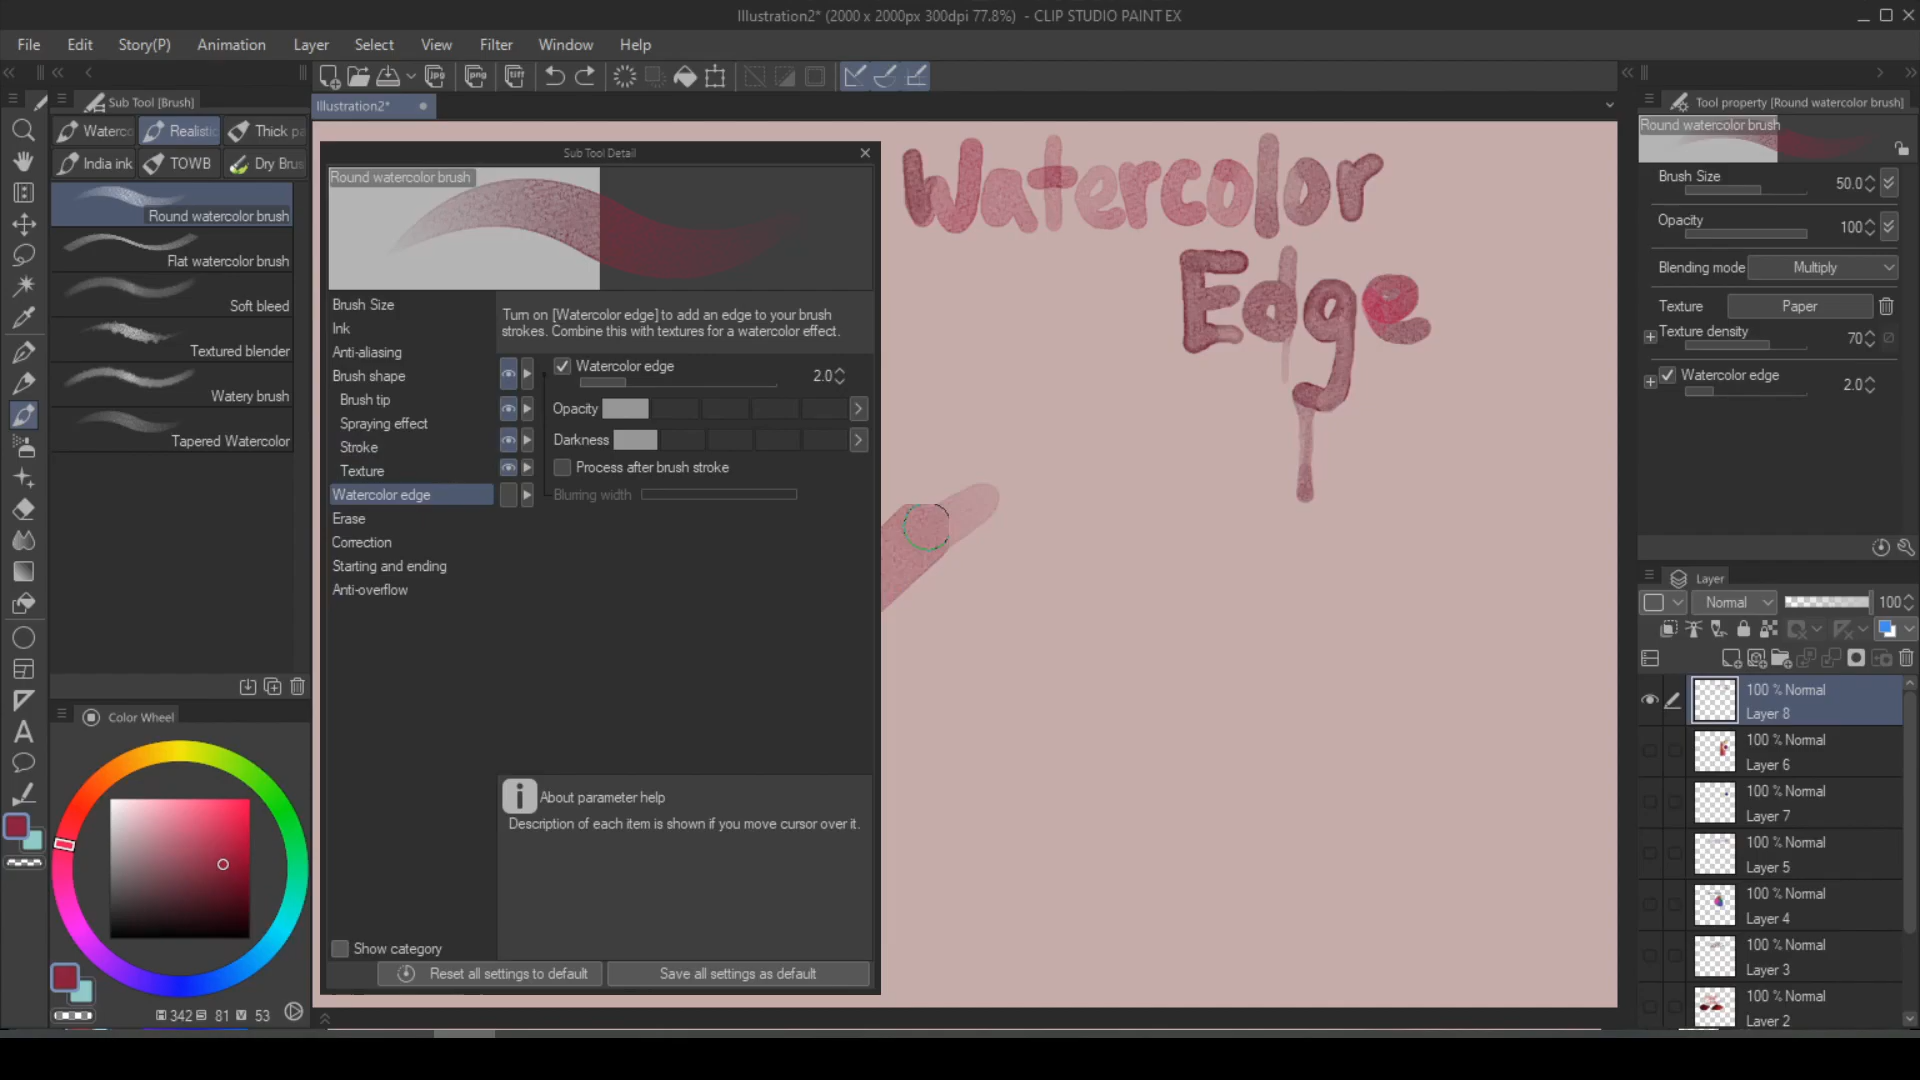 Illustration2* (2000 x 2000px 300dpi 77.8%) - CLIP STUDIO PAINT EX
File Edit Story(P) Animation Layer Select View Filter Window Help
jpg png tiff
Sub Tool [Brush]
Illustration2*
Waterco Realistic Thick pa
India ink TOWB Dry Brus
Round watercolor brush
Flat watercolor brush
Soft bleed
Textured blender
Watery brush
Tapered Watercolor
Color Wheel
H 342 S 81 V 53
Sub Tool Detail
Round watercolor brush
Brush Size
Ink
Anti-aliasing
Brush shape
Brush tip
Spraying effect
Stroke
Texture
Watercolor edge
Erase
Correction
Starting and ending
Anti-overflow
Turn on [Watercolor edge] to add an edge to your brush
strokes. Combine this with textures for a watercolor effect.
Watercolor edge 2.0
Opacity
Darkness
Process after brush stroke
Blurring width
About parameter help
Description of each item is shown if you move cursor over it.
Show category
Reset all settings to default Save all settings as default
Watercolor
Edge
Tool property [Round watercolor brush]
Round watercolor brush
Brush Size 50.0
Opacity 100
Blending mode Multiply
Texture Paper
Texture density 70
Watercolor edge 2.0
Layer
Normal 100
100 % Normal
Layer 8
100 % Normal
Layer 6
100 % Normal
Layer 7
100 % Normal
Layer 5
100 % Normal
Layer 4
100 % Normal
Layer 3
100 % Normal
Layer 2